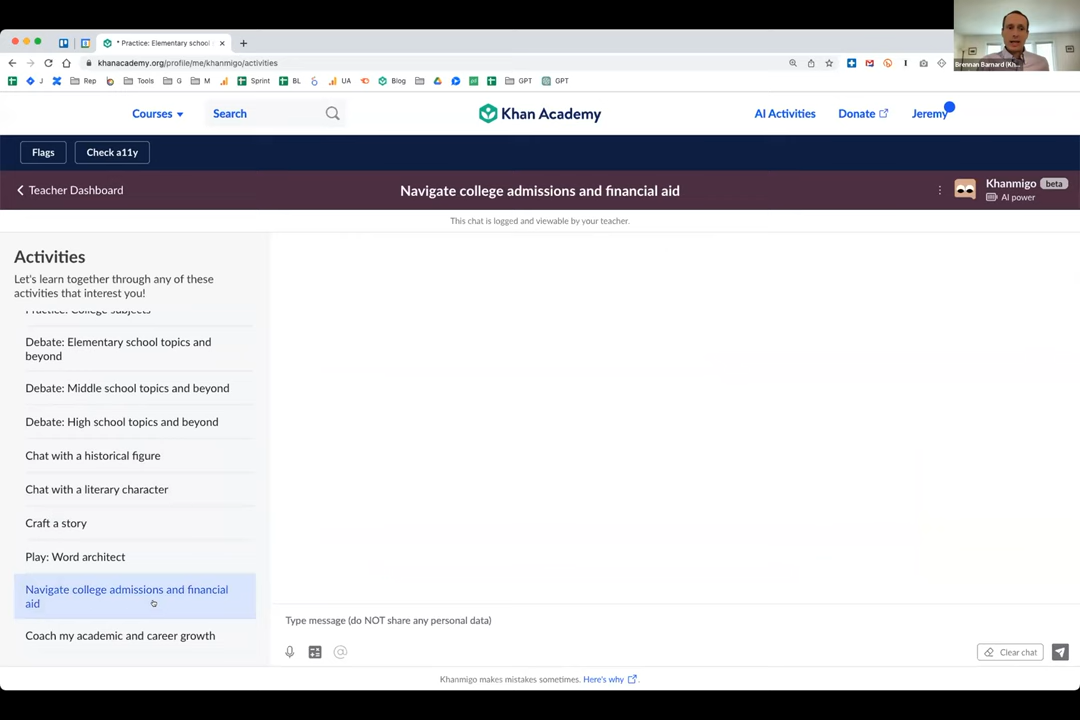 * Practice: Elementary school
khanacademy.org/profile/me/khanmigo/activities
J
Rep
Tools
G
M
Sprint
BL
UA
Blog
GPT
GPT
Brennan Barnard (Kh...
Courses
Search
Khan Academy
AI Activities
Donate
Jeremy
Flags
Check a11y
Teacher Dashboard
Navigate college admissions and financial aid
Khanmigo beta
AI power
This chat is logged and viewable by your teacher.
Activities
Let's learn together through any of these
activities that interest you!
Practice: College subjects
Debate: Elementary school topics and
beyond
Debate: Middle school topics and beyond
Debate: High school topics and beyond
Chat with a historical figure
Chat with a literary character
Craft a story
Play: Word architect
Navigate college admissions and financial
aid
Coach my academic and career growth
Type message (do NOT share any personal data)
Clear chat
Khanmigo makes mistakes sometimes. Here's why.